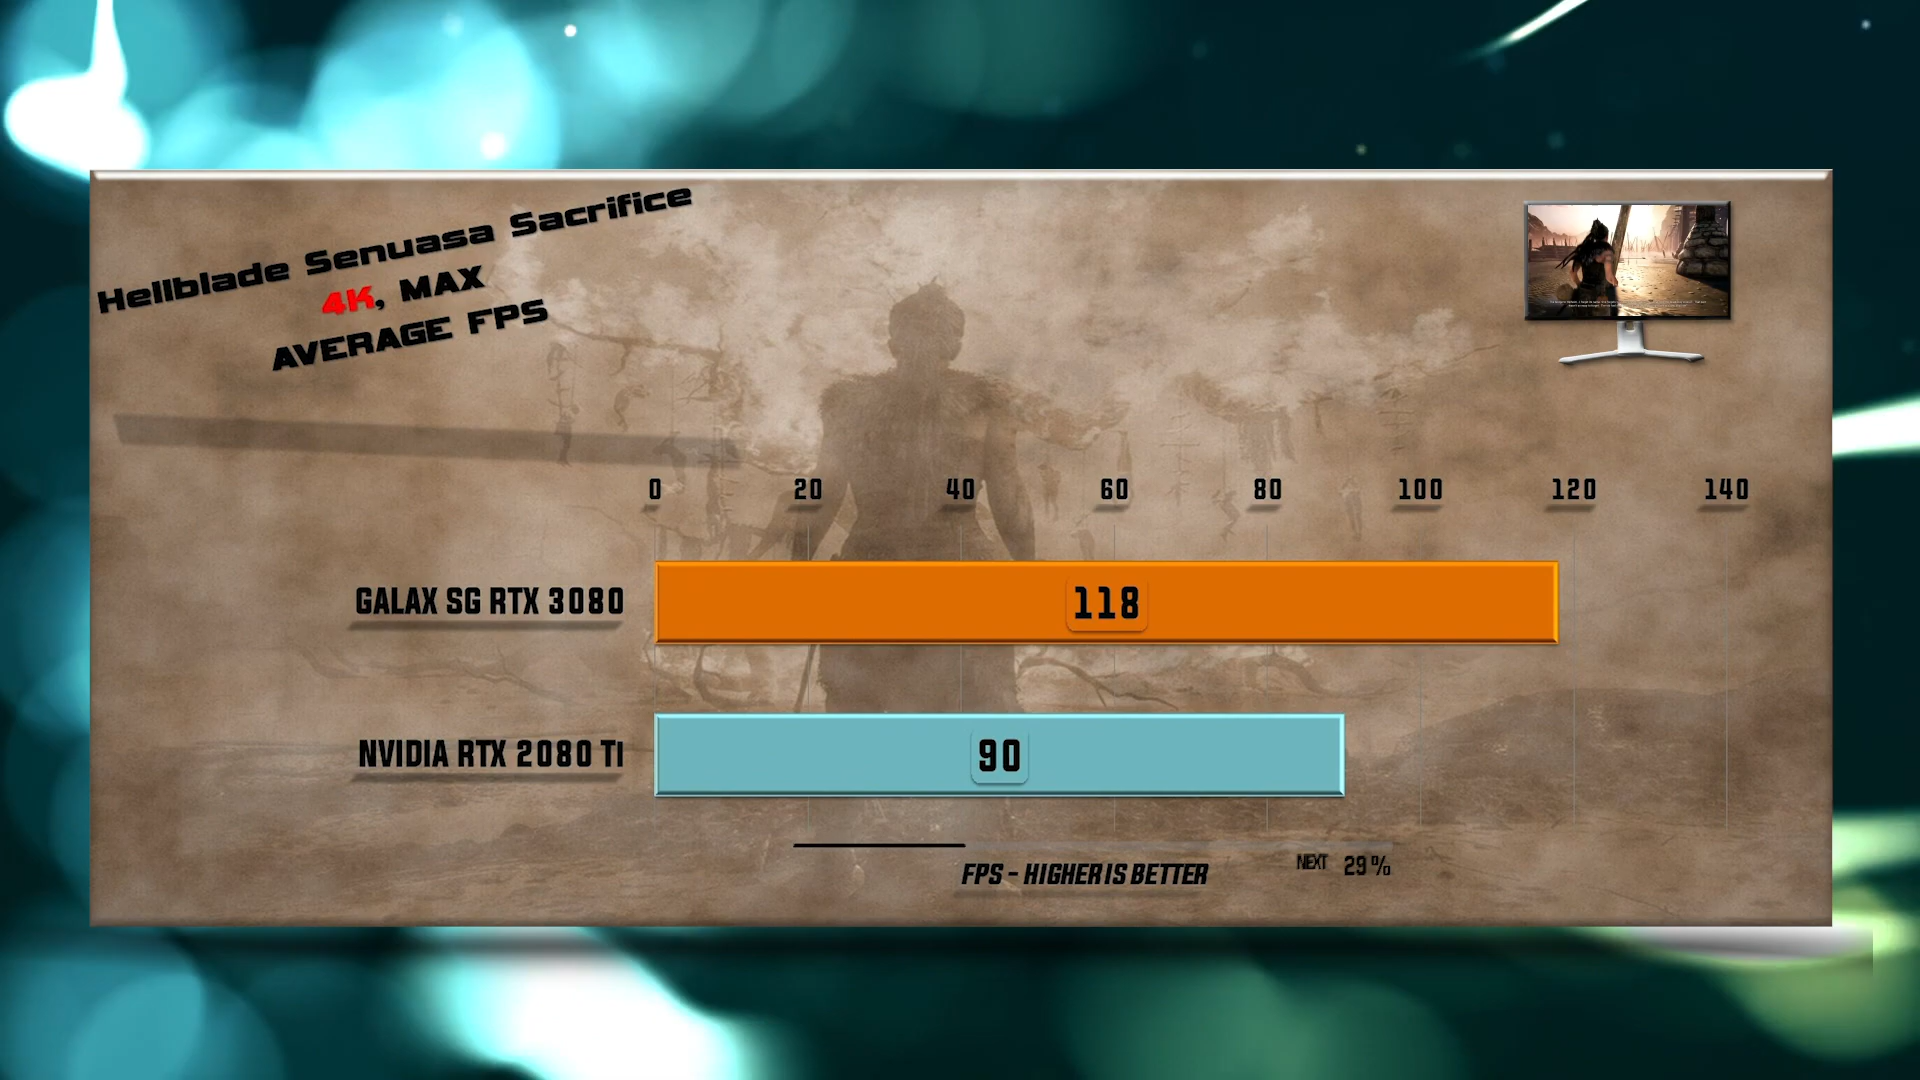 Hellblade Senuasa Sacrifice
4K, MAX
AVERAGE FPS
0 20 40 60 80 100 120 140
GALAX SG RTX 3080 118
NVIDIA RTX 2080 TI 90
FPS - HIGHER IS BETTER
NEXT 29%